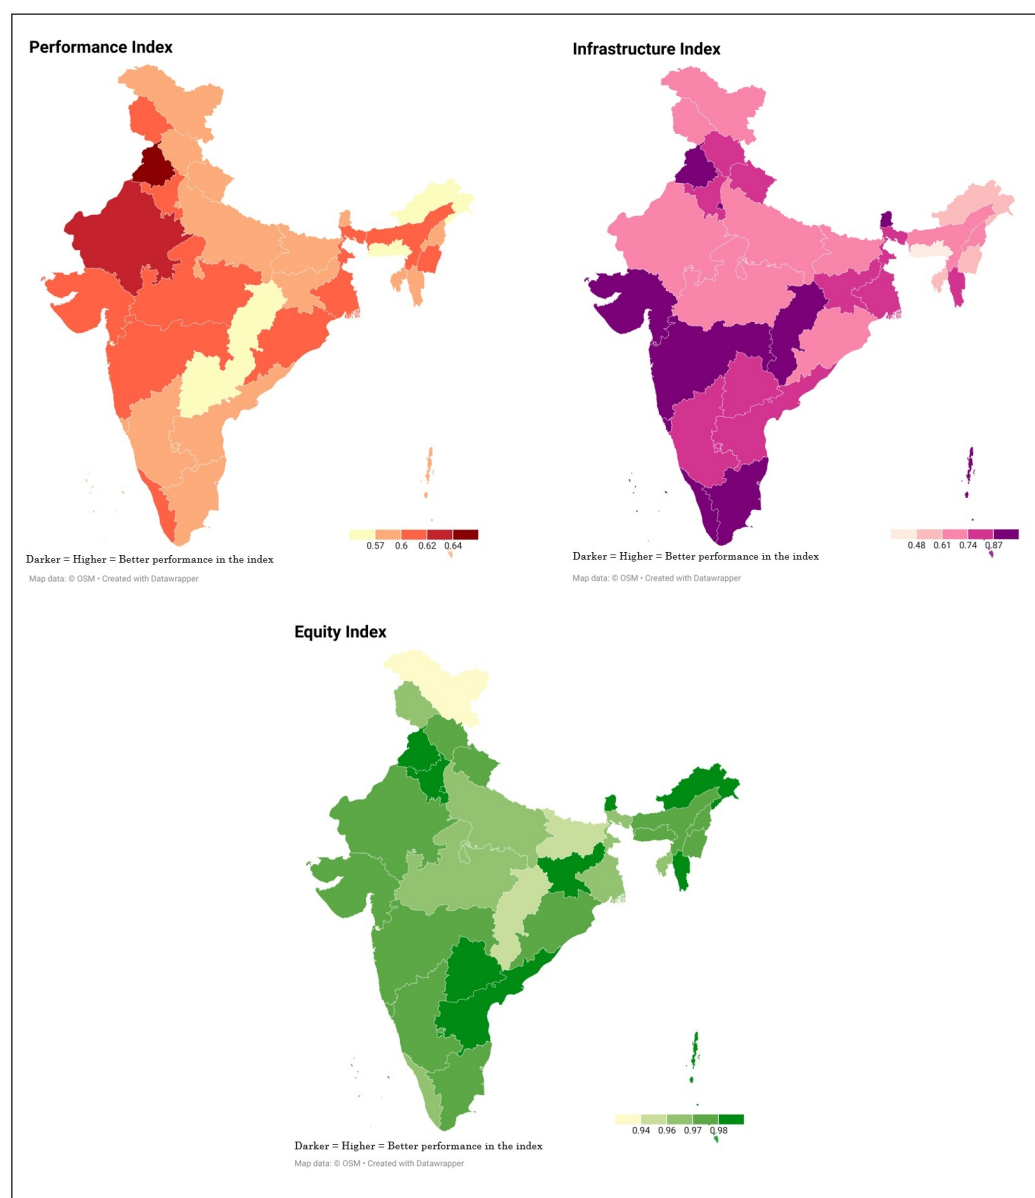 Performance Index
0.57 0.6 0.62 0.64
Darker = Higher = Better performance in the index
Map data: © OSM • Created with Datawrapper
Infrastructure Index
0.48 0.61 0.74 0.87
Darker = Higher = Better performance in the index
Map data: © OSM • Created with Datawrapper
Equity Index
0.94 0.96 0.97 0.98
Darker = Higher = Better performance in the index
Map data: © OSM • Created with Datawrapper